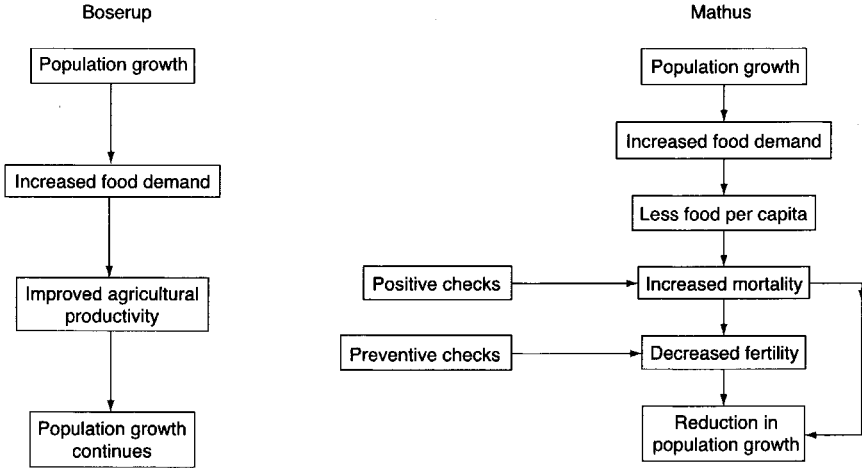 Boserup
Population growth
Increased food demand
Improved agricultural
productivity
Population growth
continues
Mathus
Population growth
Increased food demand
Less food per capita
Positive checks
Increased mortality
Preventive checks
Decreased fertility
Reduction in
population growth